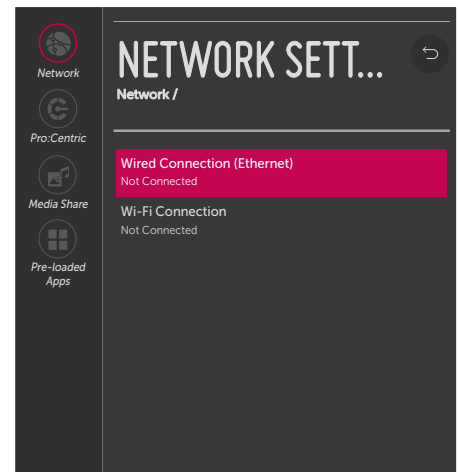 Network
Pro:Centric
Media Share
Pre-loaded
Apps
NETWORK SETT...
Network /
Wired Connection (Ethernet)
Not Connected
Wi-Fi Connection
Not Connected